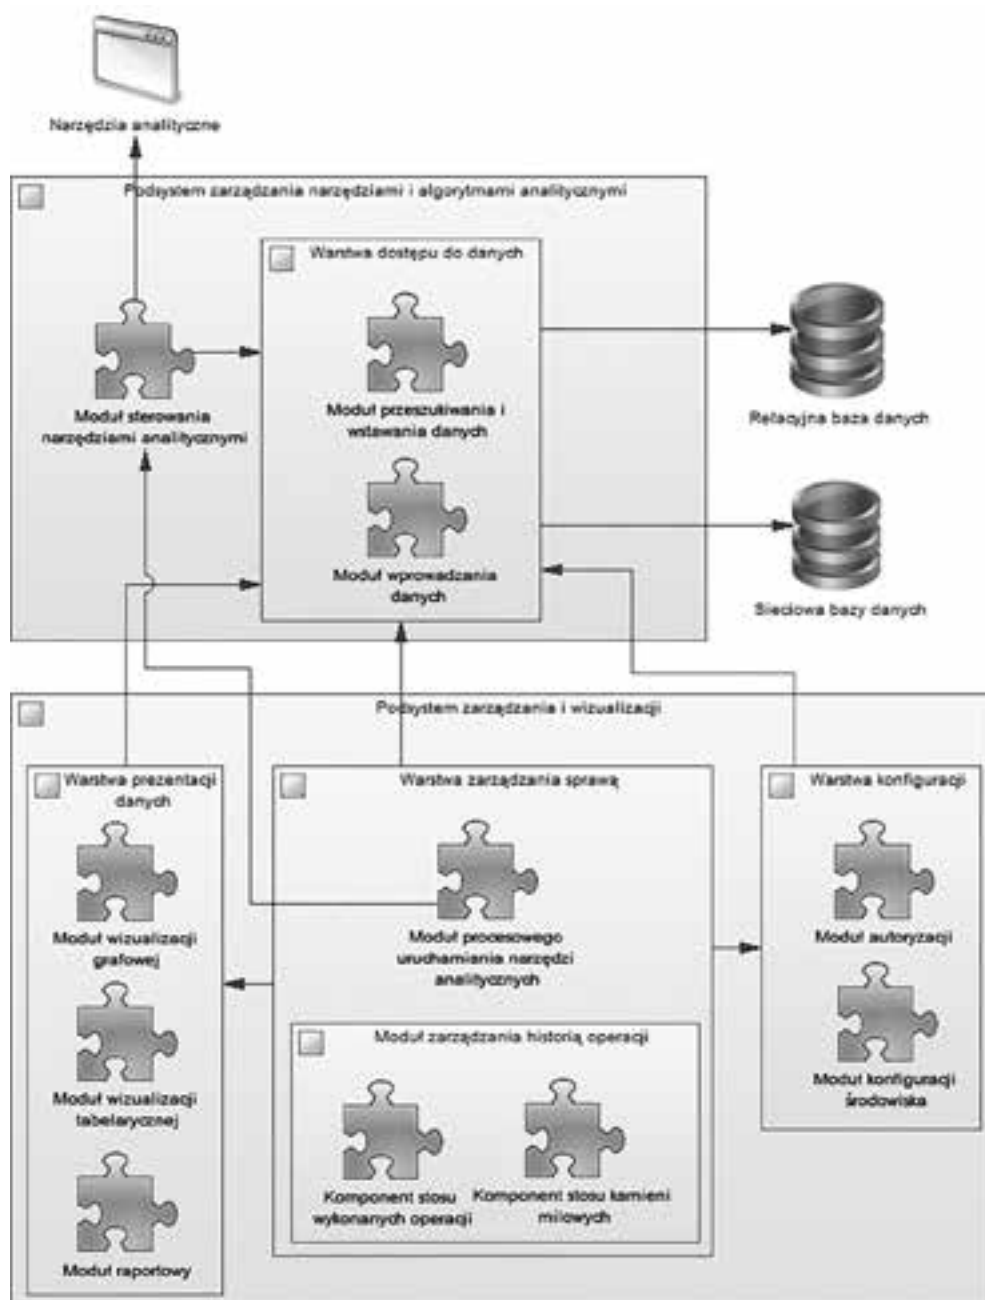 Narzędzia analityczne
Podsystem zarządzania narzędziami i algorytmami analitycznymi
Warstwa dostępu do danych
Moduł sterowania
narzędziami analitycznymi
Moduł przeszukiwania i
wstawania danych
Moduł wprowadzania
danych
Relacyjna baza danych
Sieciowa bazy danych
Podsystem zarządzania i wizualizacji
Warstwa prezentacji
danych
Moduł wizualizacji
grafowej
Moduł wizualizacji
tabelarycznej
Moduł raportowy
Warstwa zarządzania sprawą
Moduł procesowego
uruchamiania narzędzi
analitycznych
Moduł zarządzania historią operacji
Komponent stosu
wykonanych operacji
Komponent stosu kamieni
milowych
Warstwa konfiguracji
Moduł autoryzacji
Moduł konfiguracji
środowiska